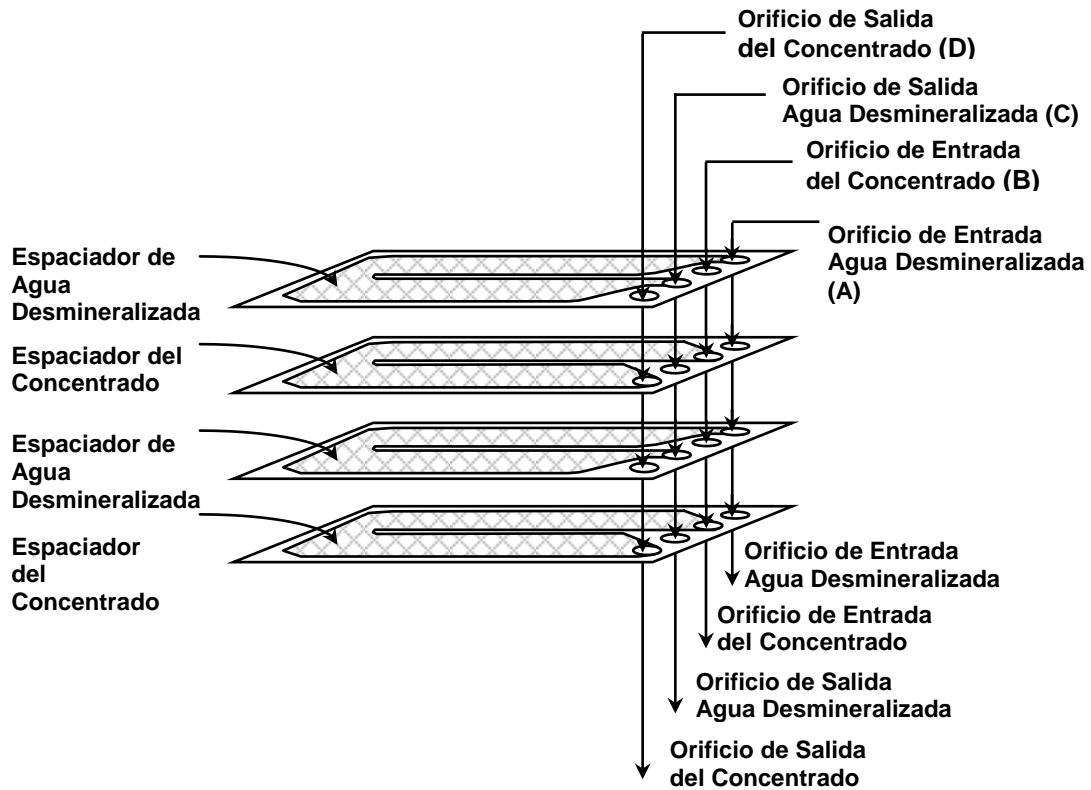 Orificio de Salida
del Concentrado (D)
Orificio de Salida
Agua Desmineralizada (C)
Orificio de Entrada
del Concentrado (B)
Orificio de Entrada
Agua Desmineralizada
(A)
Espaciador de
Agua
Desmineralizada
Espaciador del
Concentrado
Espaciador de
Agua
Desmineralizada
Espaciador
del
Concentrado
Orificio de Entrada
Agua Desmineralizada
Orificio de Entrada
del Concentrado
Orificio de Salida
Agua Desmineralizada
Orificio de Salida
del Concentrado